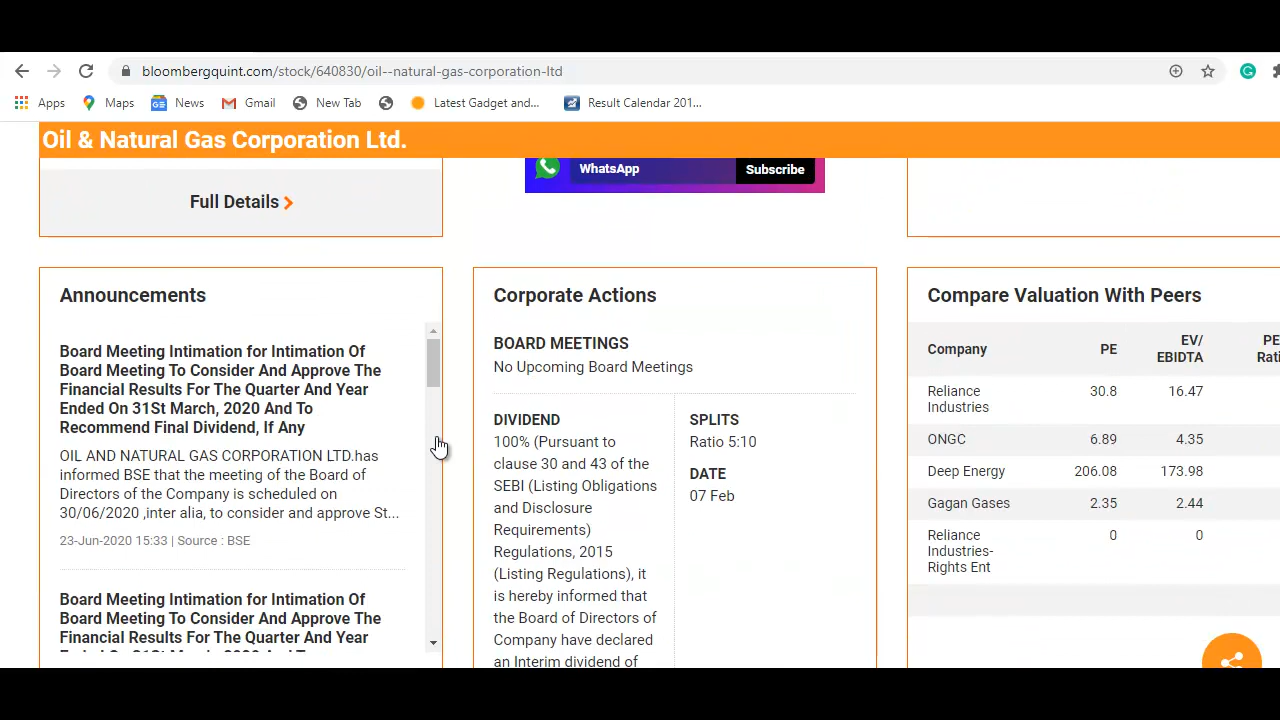 bloombergquint.com/stock/640830/oil--natural-gas-corporation-ltd
Apps Maps News Gmail New Tab Latest Gadget and... Result Calendar 201...
Oil & Natural Gas Corporation Ltd.
Full Details
WhatsApp Subscribe
Announcements
Board Meeting Intimation for Intimation Of
Board Meeting To Consider And Approve The
Financial Results For The Quarter And Year
Ended On 31St March, 2020 And To
Recommend Final Dividend, If Any
OIL AND NATURAL GAS CORPORATION LTD.has
informed BSE that the meeting of the Board of
Directors of the Company is scheduled on
30/06/2020 ,inter alia, to consider and approve St...
23-Jun-2020 15:33 | Source : BSE
Board Meeting Intimation for Intimation Of
Board Meeting To Consider And Approve The
Financial Results For The Quarter And Year
Ended On 31St March, 2020 And To
Corporate Actions
BOARD MEETINGS
No Upcoming Board Meetings
DIVIDEND
100% (Pursuant to
clause 30 and 43 of the
SEBI (Listing Obligations
and Disclosure
Requirements)
Regulations, 2015
(Listing Regulations), it
is hereby informed that
the Board of Directors of
Company have declared
an Interim dividend of
SPLITS
Ratio 5:10
DATE
07 Feb
Compare Valuation With Peers
Company PE EV/ PE
EBIDTA Rati
Reliance 30.8 16.47
Industries
ONGC 6.89 4.35
Deep Energy 206.08 173.98
Gagan Gases 2.35 2.44
Reliance 0 0
Industries-
Rights Ent